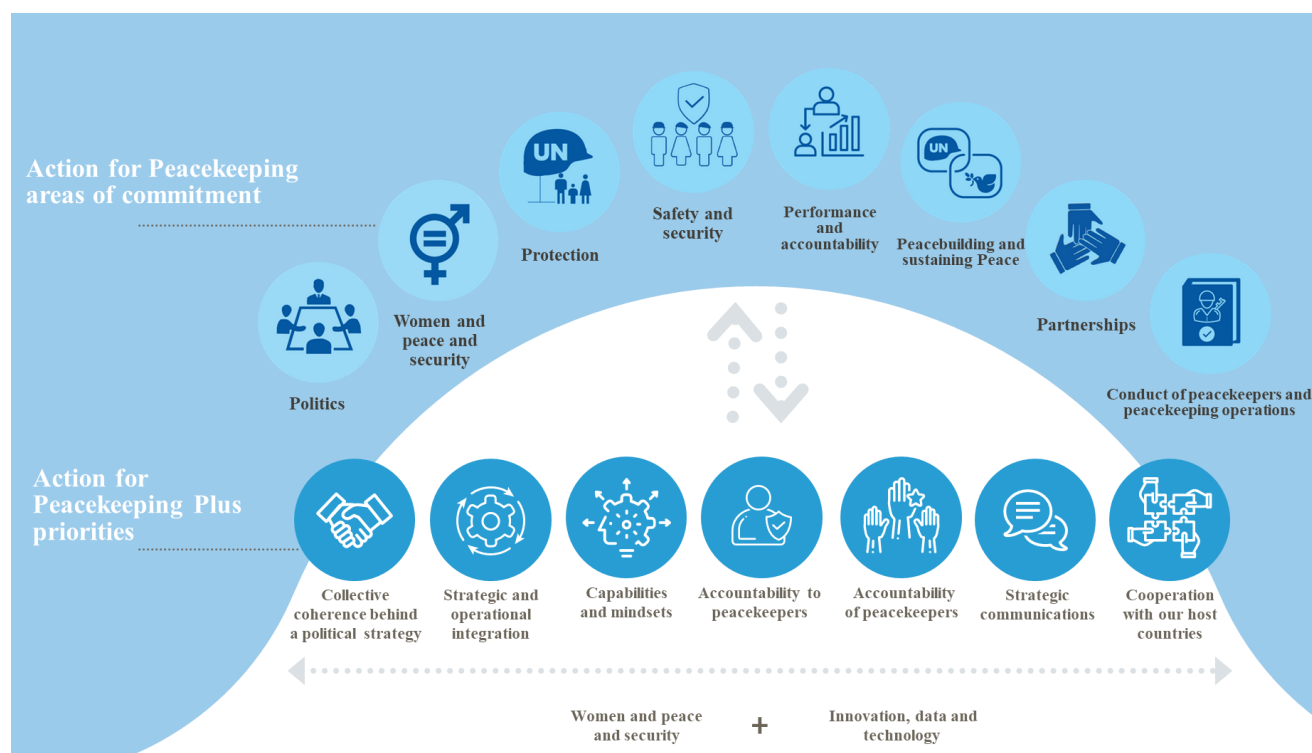 Action for Peacekeeping
areas of commitment
Politics
Women and
peace and
security
UN
Protection
Safety and
security
Performance
and
accountability
UN
Peacebuilding and
sustaining Peace
Partnerships
Conduct of peacekeepers and
peacekeeping operations
Action for
Peacekeeping Plus
priorities
Collective
coherence behind
a political strategy
Strategic and
operational
integration
Capabilities
and mindsets
Accountability to
peacekeepers
Accountability
of peacekeepers
Strategic
communications
Cooperation
with our host
countries
Women and peace
and security
+
Innovation, data and
technology